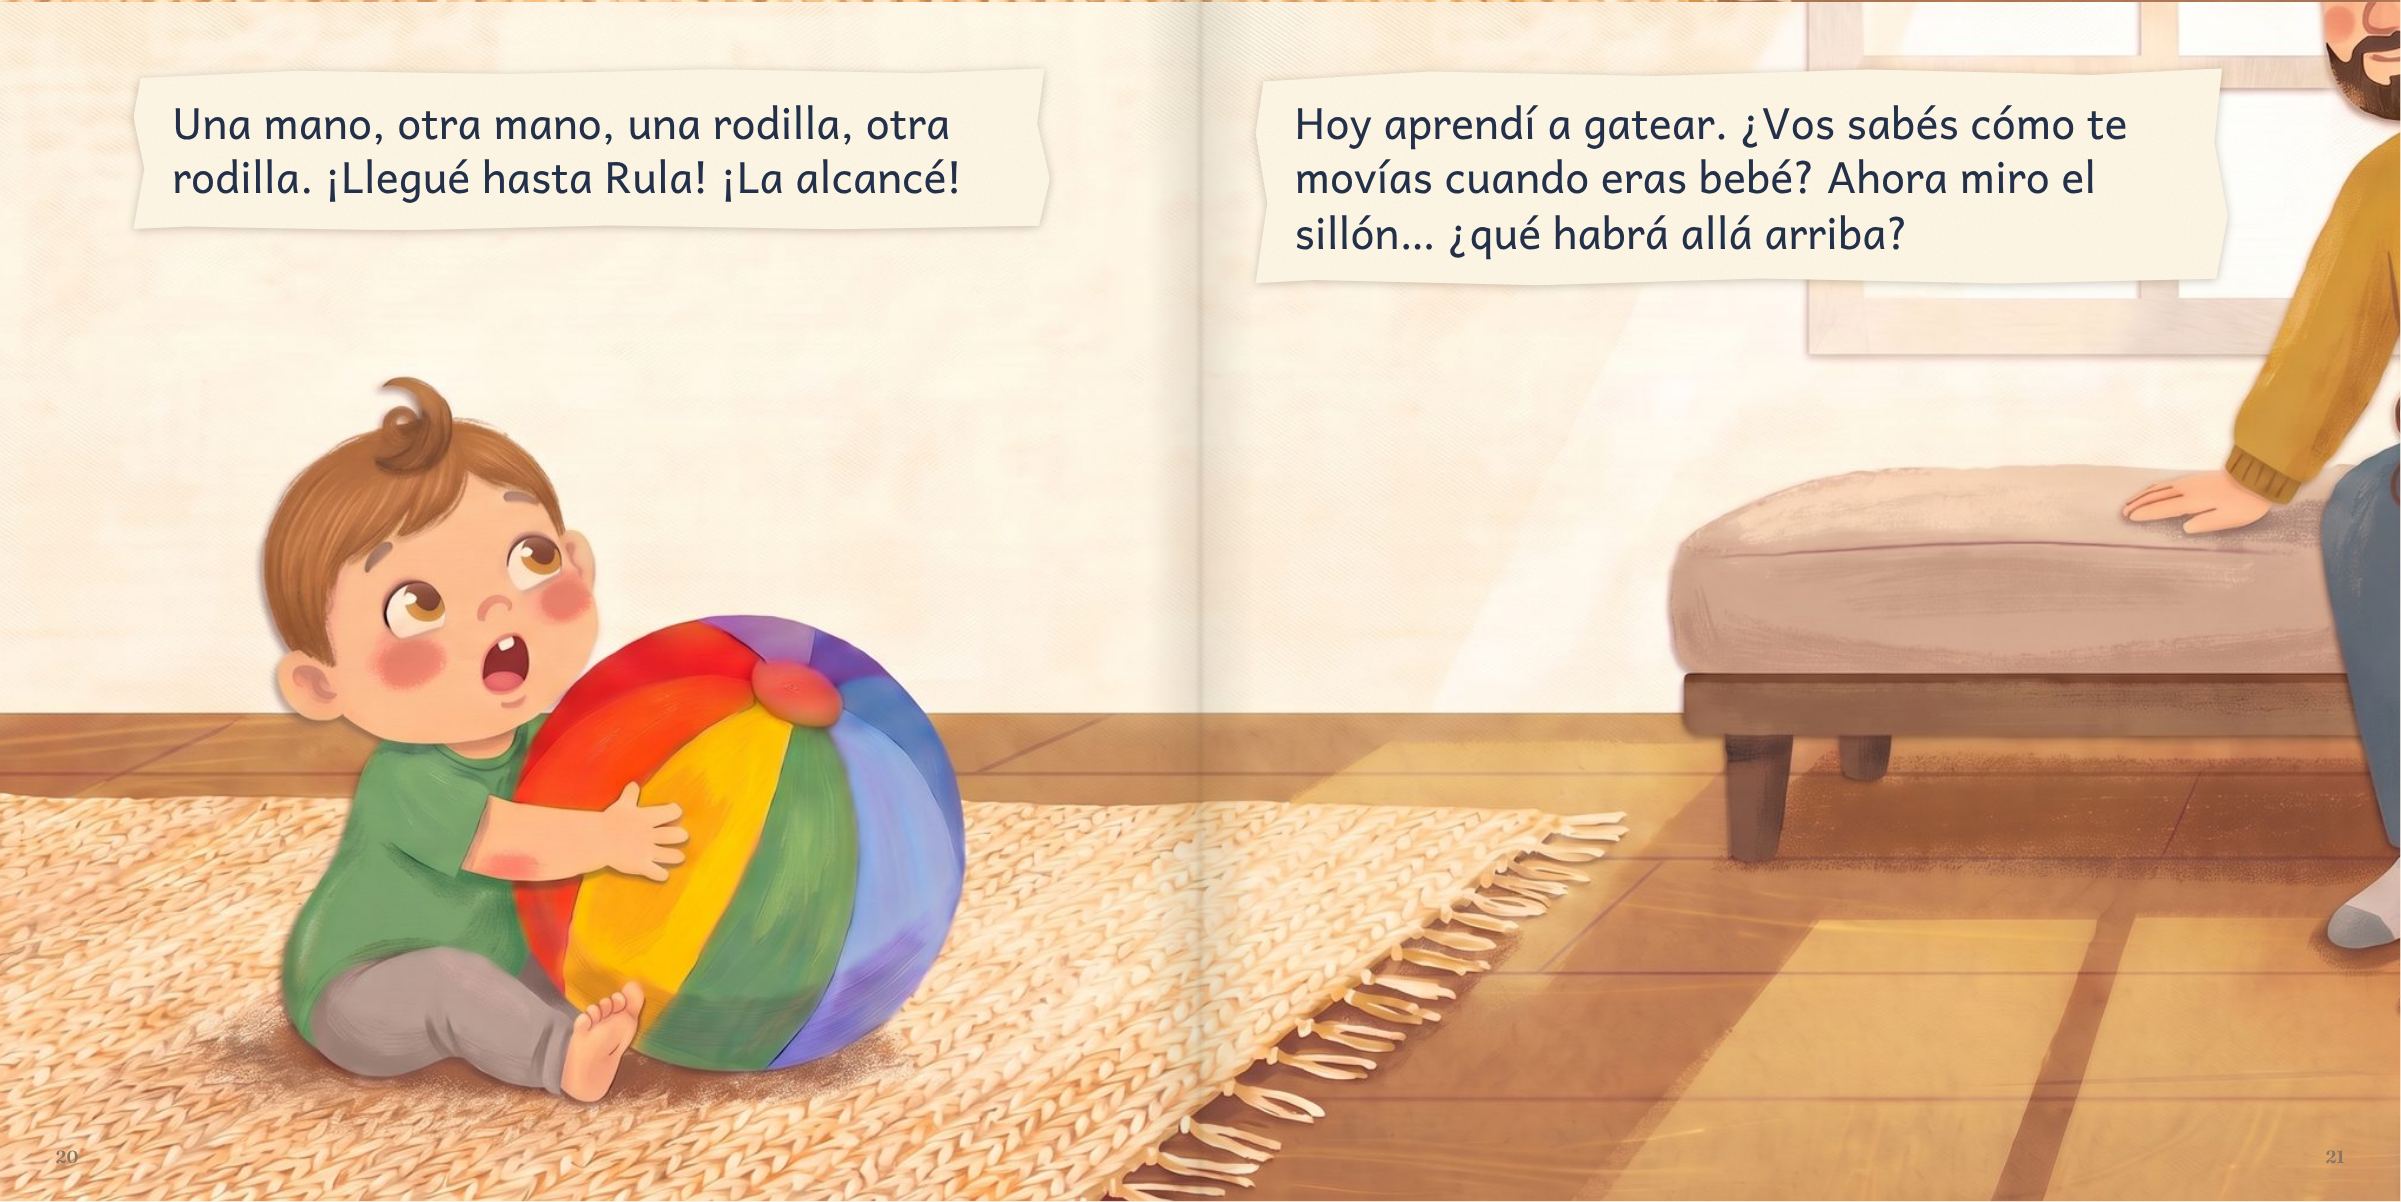 Una mano, otra mano, una rodilla, otra
rodilla. ¡Llegué hasta Rula! ¡La alcancé!
Hoy aprendí a gatear. ¿Vos sabés cómo te
movías cuando eras bebé? Ahora miro el
sillón... ¿qué habrá allá arriba?
20
21